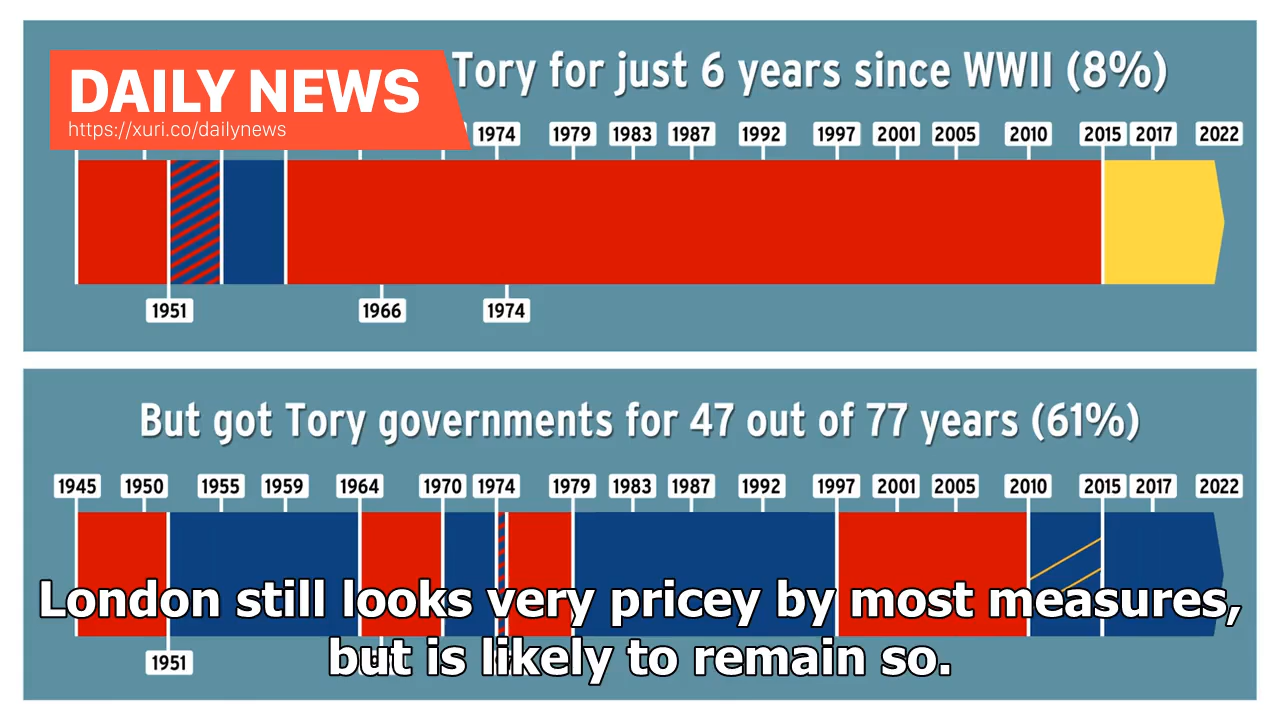 DAILY NEWS
https://xuri.co/dailynews
Tory for just 6 years since WWII (8%)
1974 1979 1983 1987 1992 1997 2001 2005 2010 2015 2017 2022
1951 1966 1974
But got Tory governments for 47 out of 77 years (61%)
1945 1950 1955 1959 1964 1970 1974 1979 1983 1987 1992 1997 2001 2005 2010 2015 2017 2022
London still looks very pricey by most measures,
but is likely to remain so.
1951